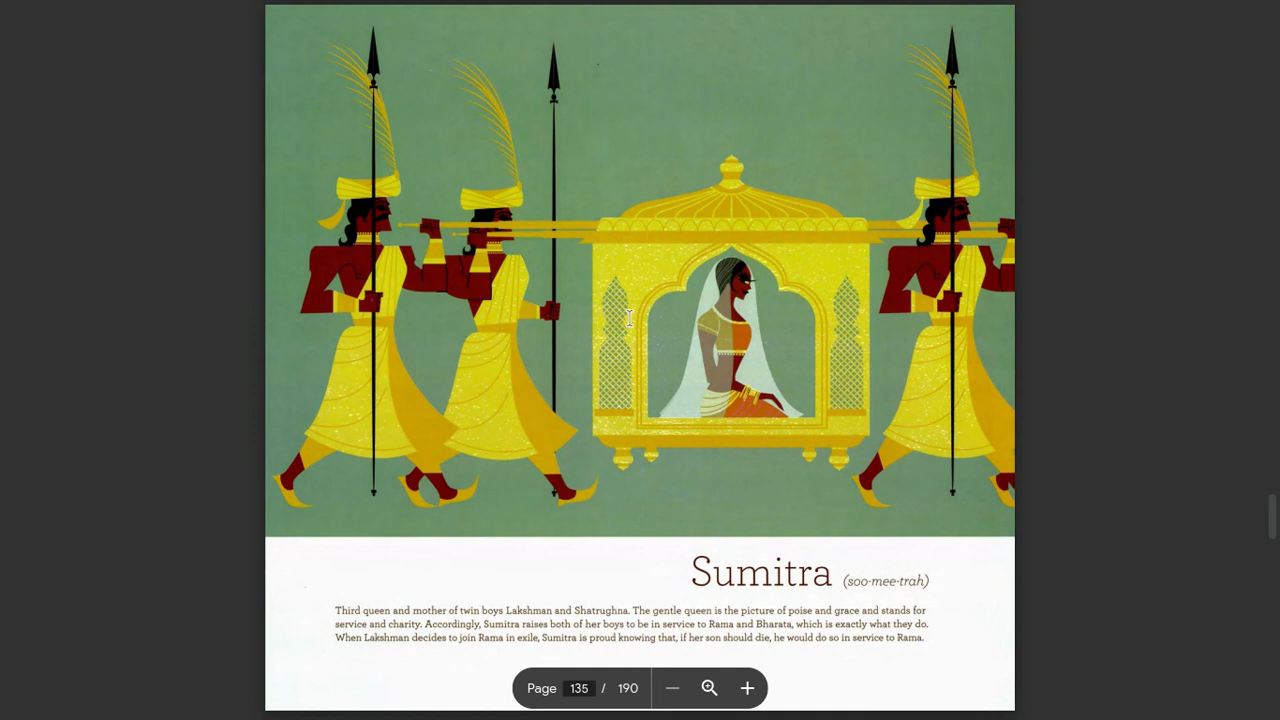 Sumitra (soo-mee-trah)
Third queen and mother of twin boys Lakshman and Shatrughna. The gentle queen is the picture of poise and grace and stands for
service and charity. Accordingly, Sumitra raises both of her boys to be in service to Rama and Bharata, which is exactly what they do.
When Lakshman decides to join Rama in exile, Sumitra is proud knowing that, if her son should die, he would do so in service to Rama.
Page 135 / 190